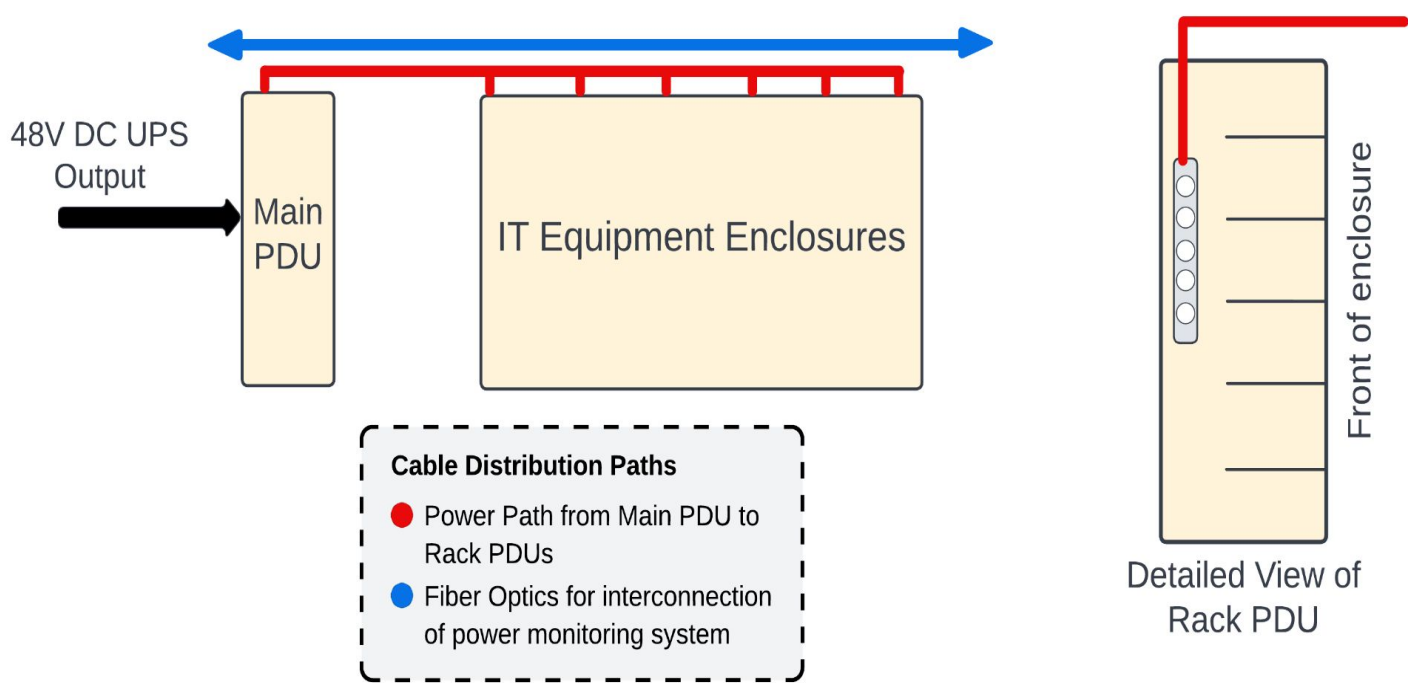 48V DC UPS
Output
Main
PDU
IT Equipment Enclosures
Cable Distribution Paths
Power Path from Main PDU to
Rack PDUs
Fiber Optics for interconnection
of power monitoring system
Front of enclosure
Detailed View of
Rack PDU